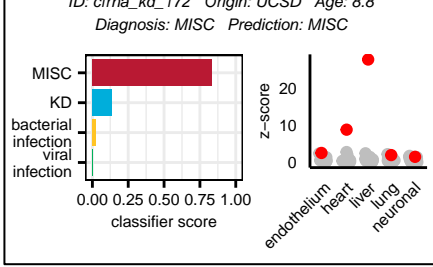 ID: cfrna_kd_172 Origin: UCSD Age: 8.8
Diagnosis: MISC Prediction: MISC
MISC
KD
bacterial
infection
viral
infection
0.00 0.25 0.50 0.75 1.00
classifier score
z-score
20
10
0
endothelium
heart
liver
lung
neuronal